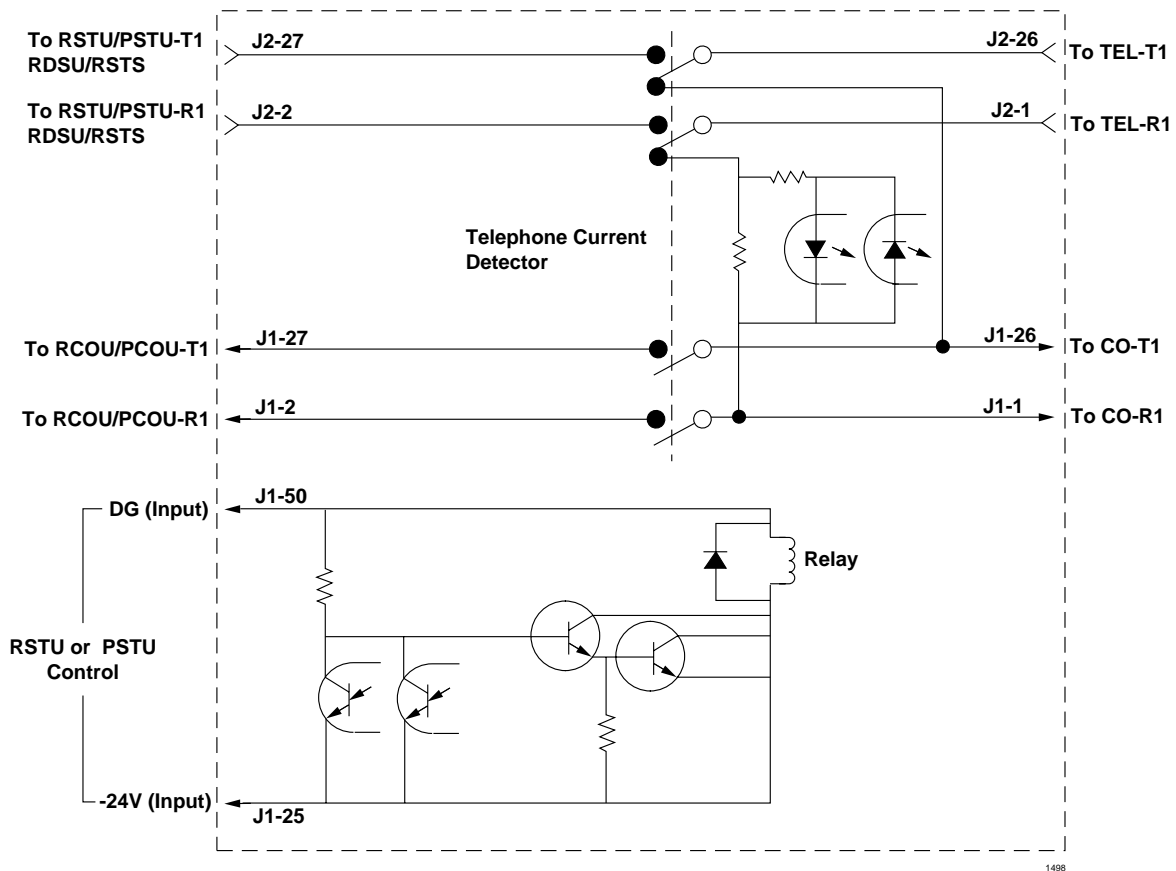 To RSTU/PSTU-T1
RDSU/RSTS
J2-27
J2-26
To TEL-T1
To RSTU/PSTU-R1
RDSU/RSTS
J2-2
J2-1
To TEL-R1
Telephone Current
Detector
To RCOU/PCOU-T1
J1-27
J1-26
To CO-T1
To RCOU/PCOU-R1
J1-2
J1-1
To CO-R1
DG (Input)
J1-50
Relay
RSTU or PSTU
Control
-24V (Input)
J1-25
1498